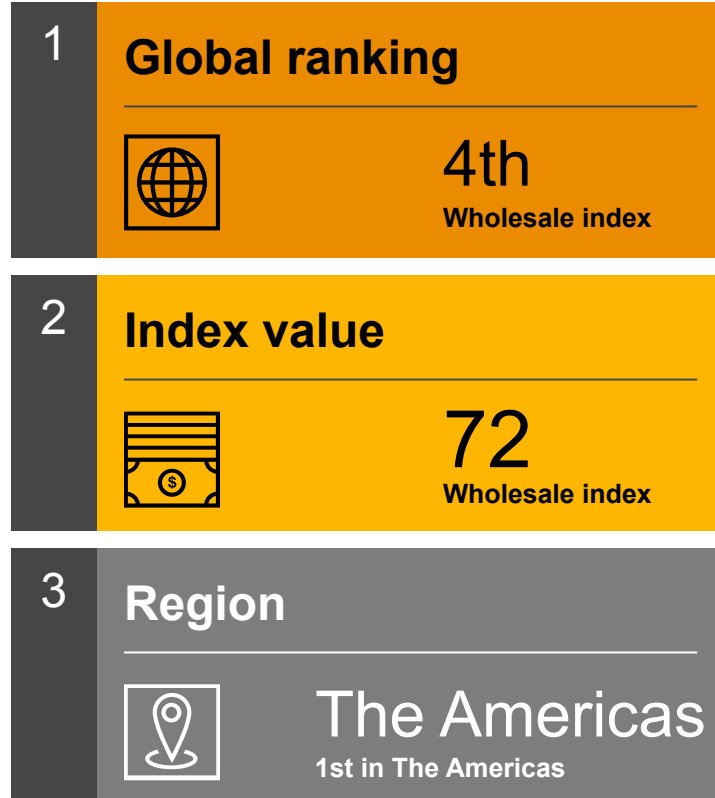 1
Global ranking
4th
Wholesale index
2
Index value
$
72
Wholesale index
3
Region
The Americas
1st in The Americas